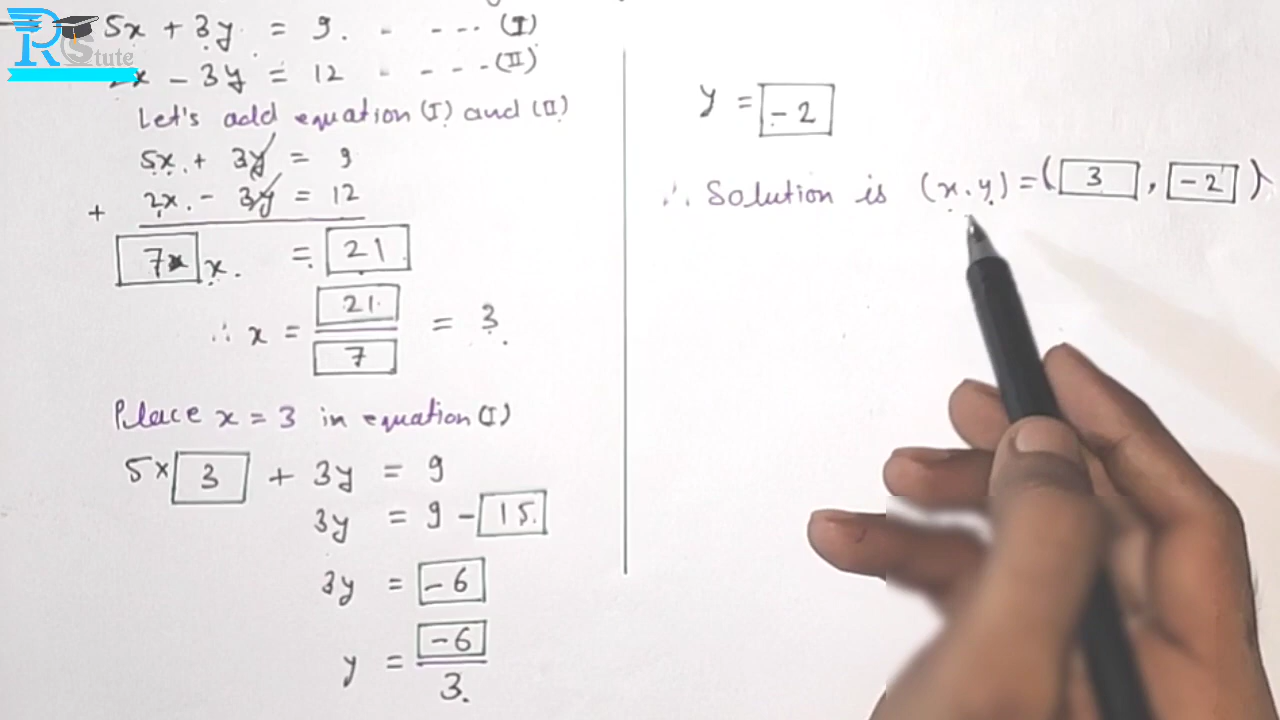 RStute
5x + 3y = 9. - - - - (I)
2x - 3y = 12 - - - - (II)
Let's add equation (I) and (II)
5x + 3y = 9
+ 2x - 3y = 12
7x x = 21
∴ x = 21 / 7 = 3.
Place x = 3 in equation (I)
5 × 3 + 3y = 9
3y = 9 - 15.
3y = -6
y = -6 / 3.
y = -2
∴ Solution is (x, y) = (3, -2)